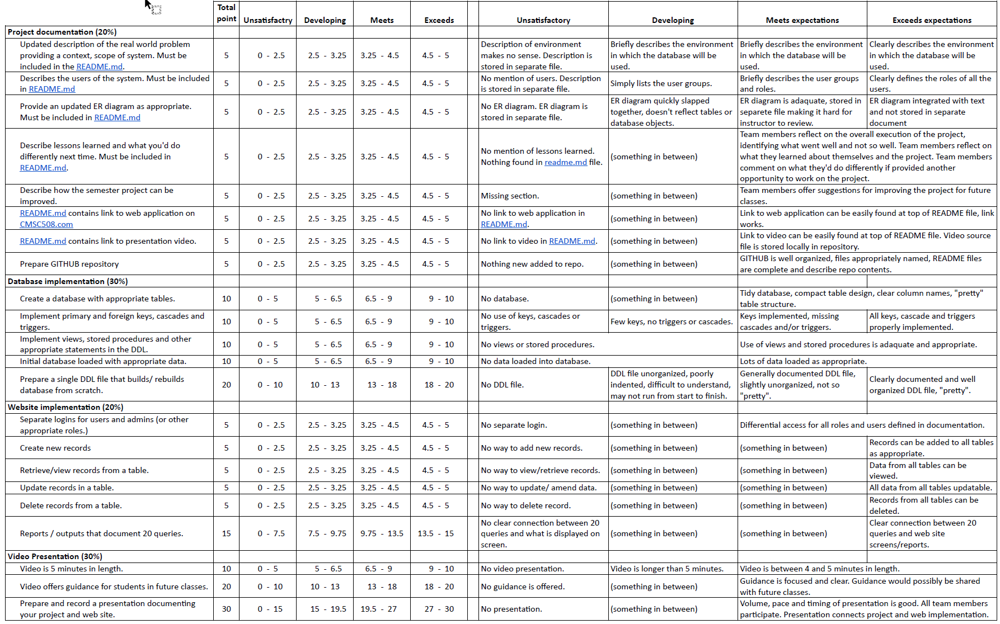 Total point Unsatisfactry Developing Meets Exceeds Unsatisfactory Developing Meets expectations Exceeds expectations
Project documentation (20%)
Updated description of the real world problem
providing a context, scope of system. Must be
included in the README.md.
5 0 - 2.5 2.5 - 3.25 3.25 - 4.5 4.5 - 5
Description of environment
makes no sense. Description is
stored in separate file.
Briefly describes the environment
in which the database will be
used.
Briefly describes the environment
in which the database will be
used.
Clearly describes the environment
in which the database will be
used.
Describes the users of the system. Must be included
in README.md
5 0 - 2.5 2.5 - 3.25 3.25 - 4.5 4.5 - 5
No mention of users. Description
is stored in separate file.
Simply lists the user groups.
Briefly describes the user groups
and roles.
Clearly defines the roles of all the
users.
Provide an updated ER diagram as appropriate.
Must be included in README.md
5 0 - 2.5 2.5 - 3.25 3.25 - 4.5 4.5 - 5
No ER diagram. ER diagram is
stored in separate file.
ER diagram quickly slapped
together, doesn't reflect tables or
database objects.
ER diagram is adaquate, stored in
separete file making it hard for
instructor to review.
ER diagram integrated with text
and not stored in separate
document
Describe lessons learned and what you'd do
differently next time. Must be included in
README.md.
5 0 - 2.5 2.5 - 3.25 3.25 - 4.5 4.5 - 5
No mention of lessons learned.
Nothing found in readme.md file.
(something in between)
Team members reflect on the overall execution of the project,
identifying what went well and not so well. Team members reflect on
what they learned about themselves and the project. Team members
comment on what they'd do differently if provided another
opportunity to work on the project.
Describe how the semester project can be
improved.
5 0 - 2.5 2.5 - 3.25 3.25 - 4.5 4.5 - 5
Missing section.
(something in between)
Team members offer suggestions for improving the project for future
classes.
README.md contains link to web application on
CMSC508.com
5 0 - 2.5 2.5 - 3.25 3.25 - 4.5 4.5 - 5
No link to web application in
README.md.
(something in between)
Link to web application can be easily found at top of README file, link
works.
README.md contains link to presentation video.
5 0 - 2.5 2.5 - 3.25 3.25 - 4.5 4.5 - 5
No link to video in README.md.
(something in between)
Link to video can be easily found at top of README file. Video source
file is stored locally in repository.
Prepare GITHUB repository
5 0 - 2.5 2.5 - 3.25 3.25 - 4.5 4.5 - 5
Nothing new added to repo.
(something in between)
GITHUB is well organized, files appropriately named, README files
are complete and describe repo contents.
Database implementation (30%)
Create a database with appropriate tables.
10 0 - 5 5 - 6.5 6.5 - 9 9 - 10
No database.
(something in between)
Tidy database, compact table design, clear column names, "pretty"
table structure.
Implement primary and foreign keys, cascades and
triggers.
10 0 - 5 5 - 6.5 6.5 - 9 9 - 10
No use of keys, cascades or
triggers.
Few keys, no triggers or cascades.
Keys implemented, missing
cascades and/or triggers.
All keys, cascade and triggers
properly implemented.
Implement views, stored procedures and other
appropriate statements in the DDL.
10 0 - 5 5 - 6.5 6.5 - 9 9 - 10
No views or stored procedures.
Use of views and stored procedures is adaquate and appropriate.
Initial database loaded with appropriate data.
10 0 - 5 5 - 6.5 6.5 - 9 9 - 10
No data loaded into database.
Lots of data loaded as appropriate.
Prepare a single DDL file that builds/ rebuilds
database from scratch.
20 0 - 10 10 - 13 13 - 18 18 - 20
No DDL file.
DDL file unorganized, poorly
indented, difficult to understand,
may not run from start to finish.
Generally documented DDL file,
slightly unorganized, not so
"pretty".
Clearly documented and well
organized DDL file, "pretty".
Website implementation (20%)
Separate logins for users and admins (or other
appropriate roles.)
5 0 - 2.5 2.5 - 3.25 3.25 - 4.5 4.5 - 5
No separate login.
(something in between)
Differential access for all roles and users defined in documentation.
Create new records
5 0 - 2.5 2.5 - 3.25 3.25 - 4.5 4.5 - 5
No way to add new records.
(something in between)
(something in between)
Records can be added to all tables
as appropriate.
Retrieve/view records from a table.
5 0 - 2.5 2.5 - 3.25 3.25 - 4.5 4.5 - 5
No way to view/retrieve records.
(something in between)
(something in between)
Data from all tables can be
viewed.
Update records in a table.
5 0 - 2.5 2.5 - 3.25 3.25 - 4.5 4.5 - 5
No way to update/ amend data.
(something in between)
(something in between)
All data from all tables updatable.
Delete records from a table.
5 0 - 2.5 2.5 - 3.25 3.25 - 4.5 4.5 - 5
No way to delete record.
(something in between)
(something in between)
Records from all tables can be
deleted.
Reports / outputs that document 20 queries.
15 0 - 7.5 7.5 - 9.75 9.75 - 13.5 13.5 - 15
No clear connection between 20
queries and what is displayed on
screen.
(something in between)
(something in between)
Clear connection between 20
queries and web site
screens/reports.
Video Presentation (30%)
Video is 5 minutes in length.
10 0 - 5 5 - 6.5 6.5 - 9 9 - 10
No video presentation.
Video is longer than 5 minutes.
Video is between 4 and 5 minutes in length.
Video offers guidance for students in future classes.
20 0 - 10 10 - 13 13 - 18 18 - 20
No guidance is offered.
(something in between)
Guidance is focused and clear. Guidance would possibly be shared
with future classes.
Prepare and record a presentation documenting
your project and web site.
30 0 - 15 15 - 19.5 19.5 - 27 27 - 30
No presentation.
(something in between)
Volume, pace and timing of presentation is good. All team members
participate. Presentation connects project and web implementation.